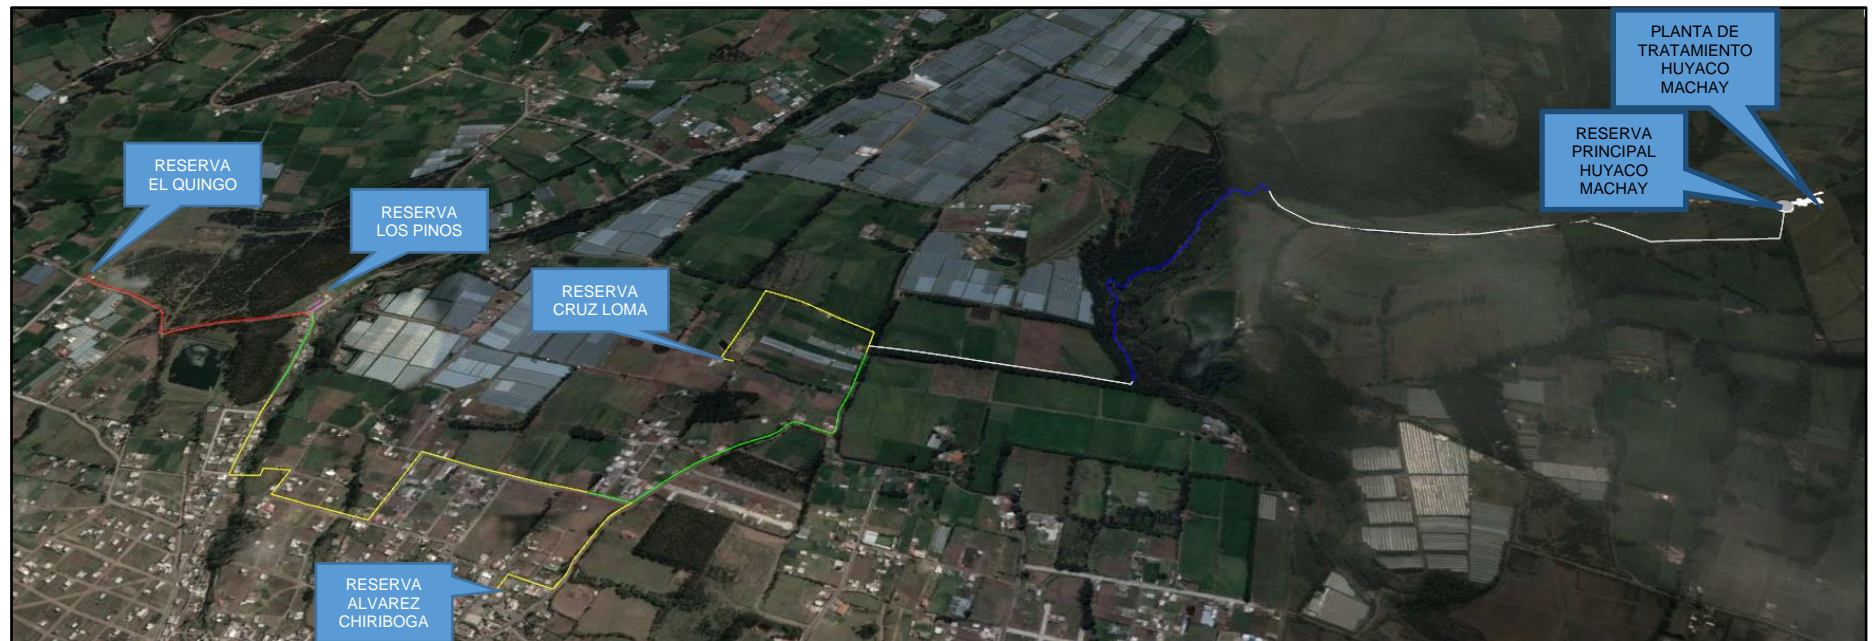 PLANTA DE
TRATAMIENTO
HUYACO
MACHAY
RESERVA
PRINCIPAL
HUYACO
MACHAY
RESERVA
EL QUINGO
RESERVA
LOS PINOS
RESERVA
CRUZ LOMA
RESERVA
ALVAREZ
CHIRIBOGA